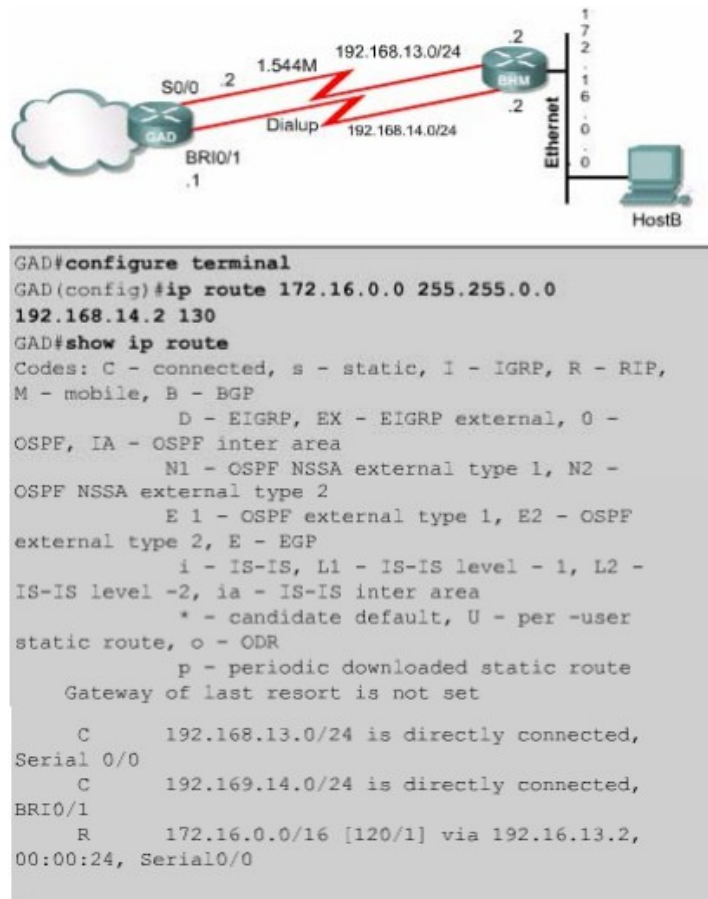 1.544M
192.168.13.0/24
.2
S0/0
.2
BHM
GAD
Dialup
192.168.14.0/24
.2
BRI0/1
.1
Ethernet
172.16.0.0
HostB
GAD#configure terminal
GAD(config)#ip route 172.16.0.0 255.255.0.0
192.168.14.2 130
GAD#show ip route
Codes: C - connected, s - static, I - IGRP, R - RIP,
M - mobile, B - BGP
D - EIGRP, EX - EIGRP external, 0 -
OSPF, IA - OSPF inter area
N1 - OSPF NSSA external type 1, N2 -
OSPF NSSA external type 2
E 1 - OSPF external type 1, E2 - OSPF
external type 2, E - EGP
i - IS-IS, L1 - IS-IS level - 1, L2 -
IS-IS level -2, ia - IS-IS inter area
* - candidate default, U - per -user
static route, o - ODR
p - periodic downloaded static route
Gateway of last resort is not set
C 192.168.13.0/24 is directly connected,
Serial 0/0
C 192.169.14.0/24 is directly connected,
BRI0/1
R 172.16.0.0/16 [120/1] via 192.16.13.2,
00:00:24, Serial0/0